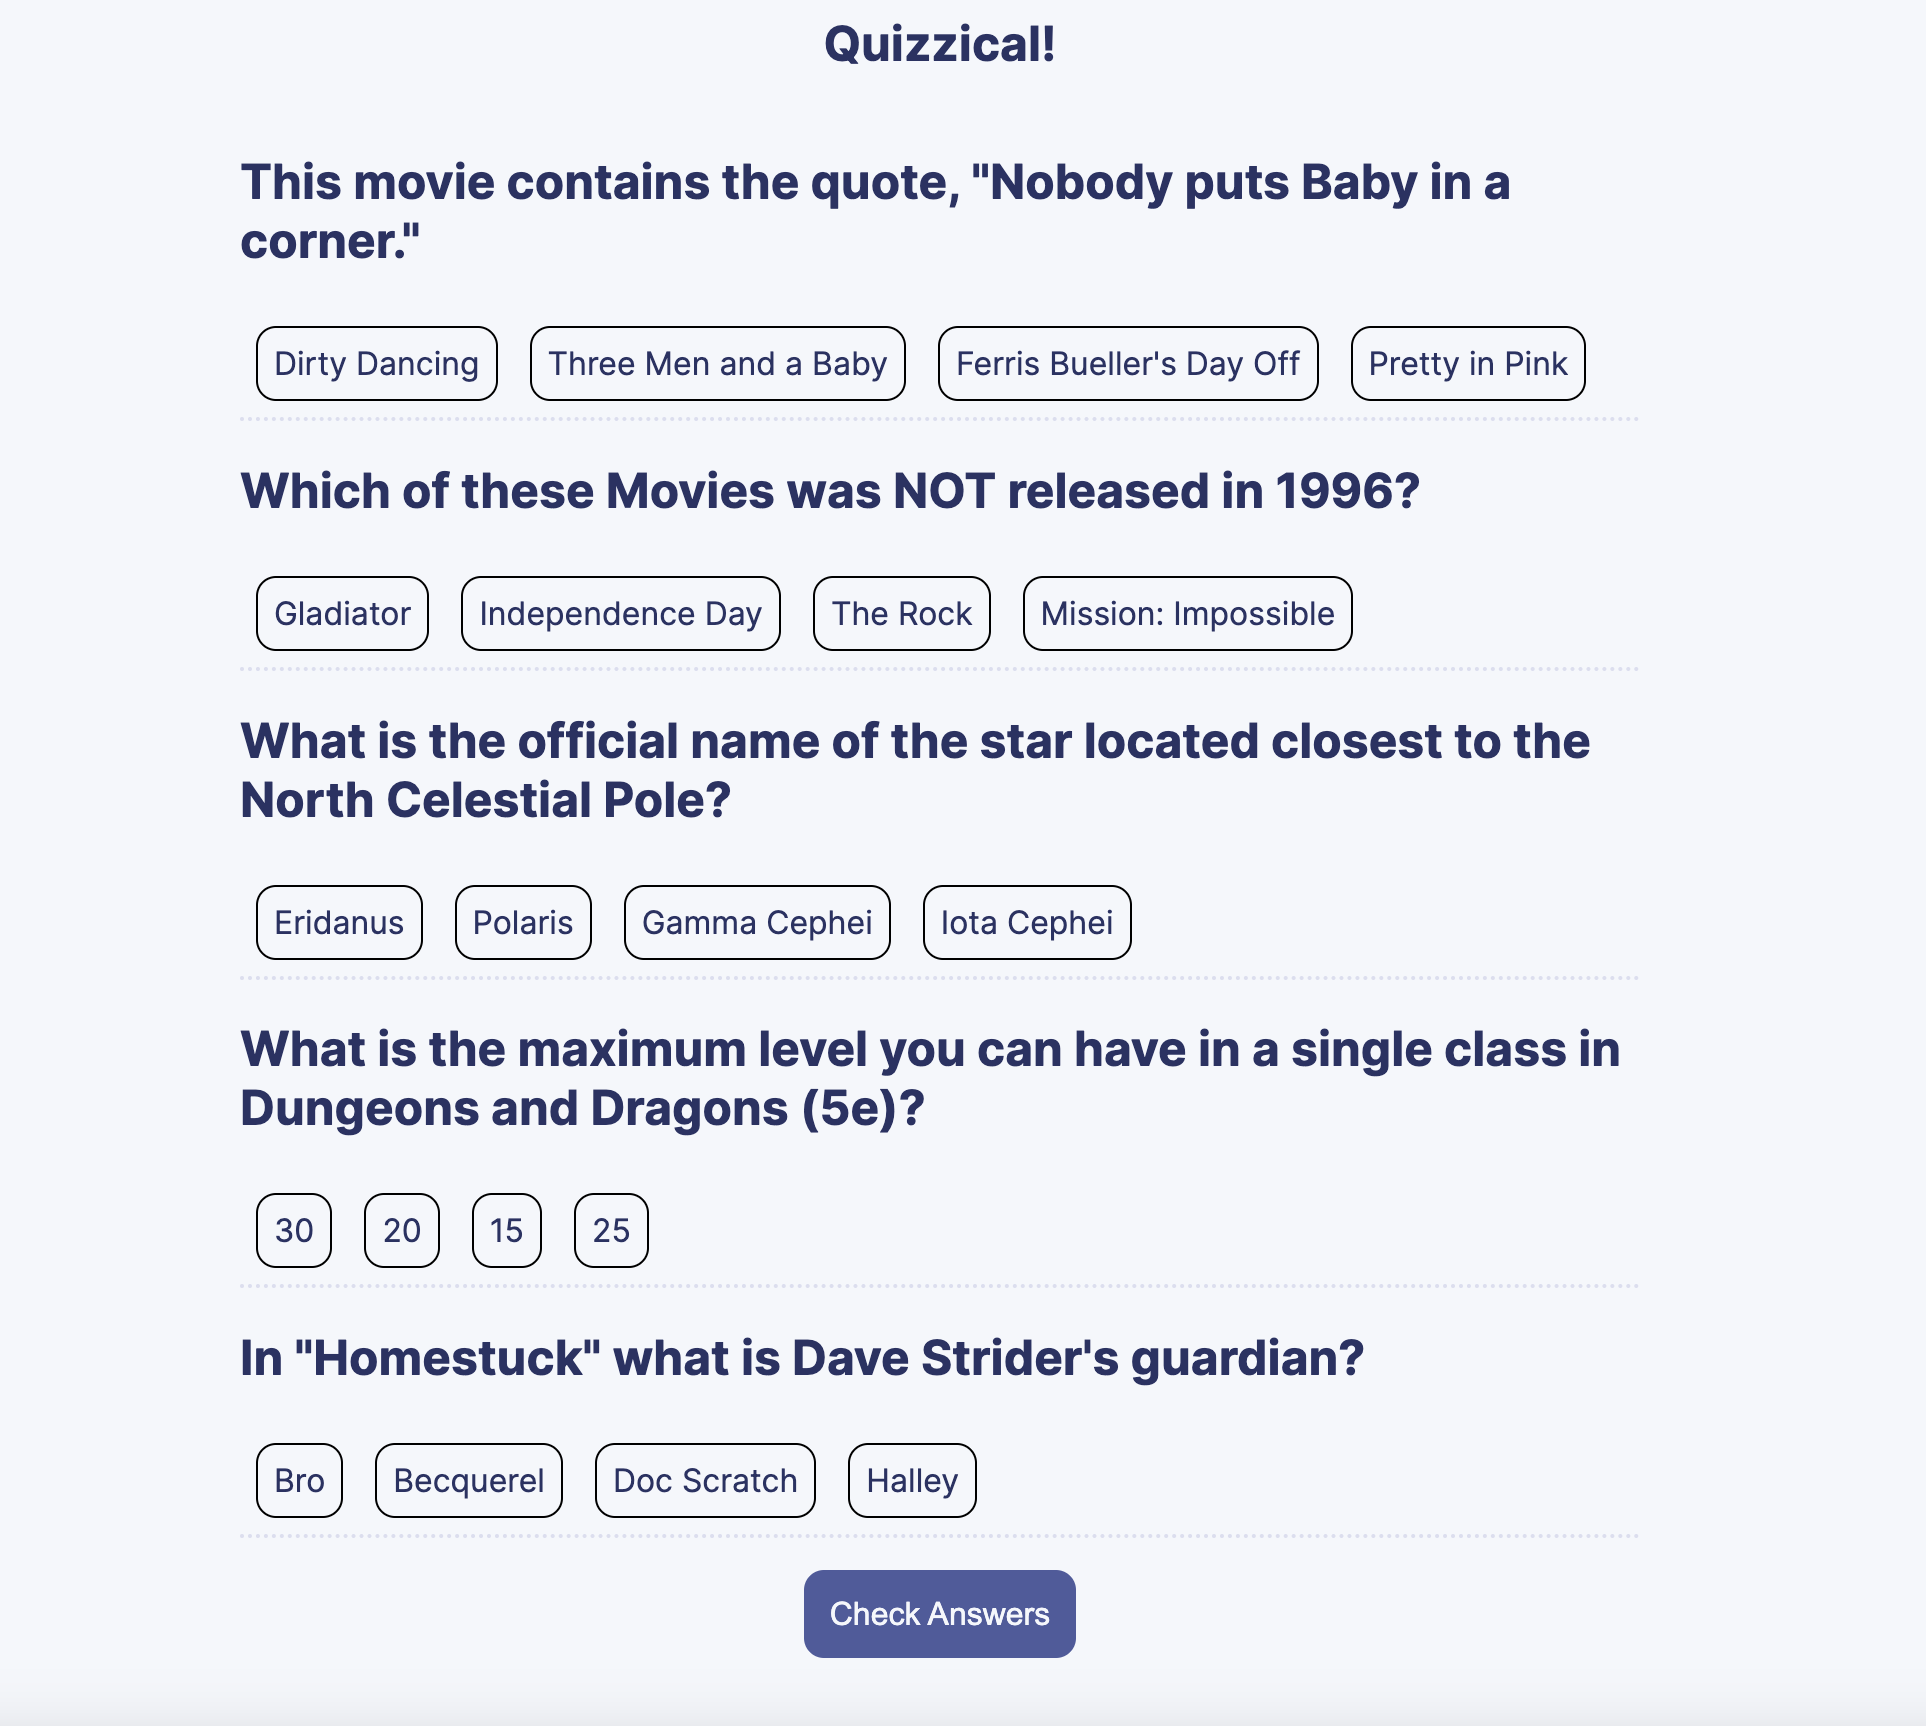 Quizzical!
This movie contains the quote, "Nobody puts Baby in a
corner."
Dirty Dancing Three Men and a Baby Ferris Bueller's Day Off Pretty in Pink
Which of these Movies was NOT released in 1996?
Gladiator Independence Day The Rock Mission: Impossible
What is the official name of the star located closest to the
North Celestial Pole?
Eridanus Polaris Gamma Cephei Iota Cephei
What is the maximum level you can have in a single class in
Dungeons and Dragons (5e)?
30 20 15 25
In "Homestuck" what is Dave Strider's guardian?
Bro Becquerel Doc Scratch Halley
Check Answers